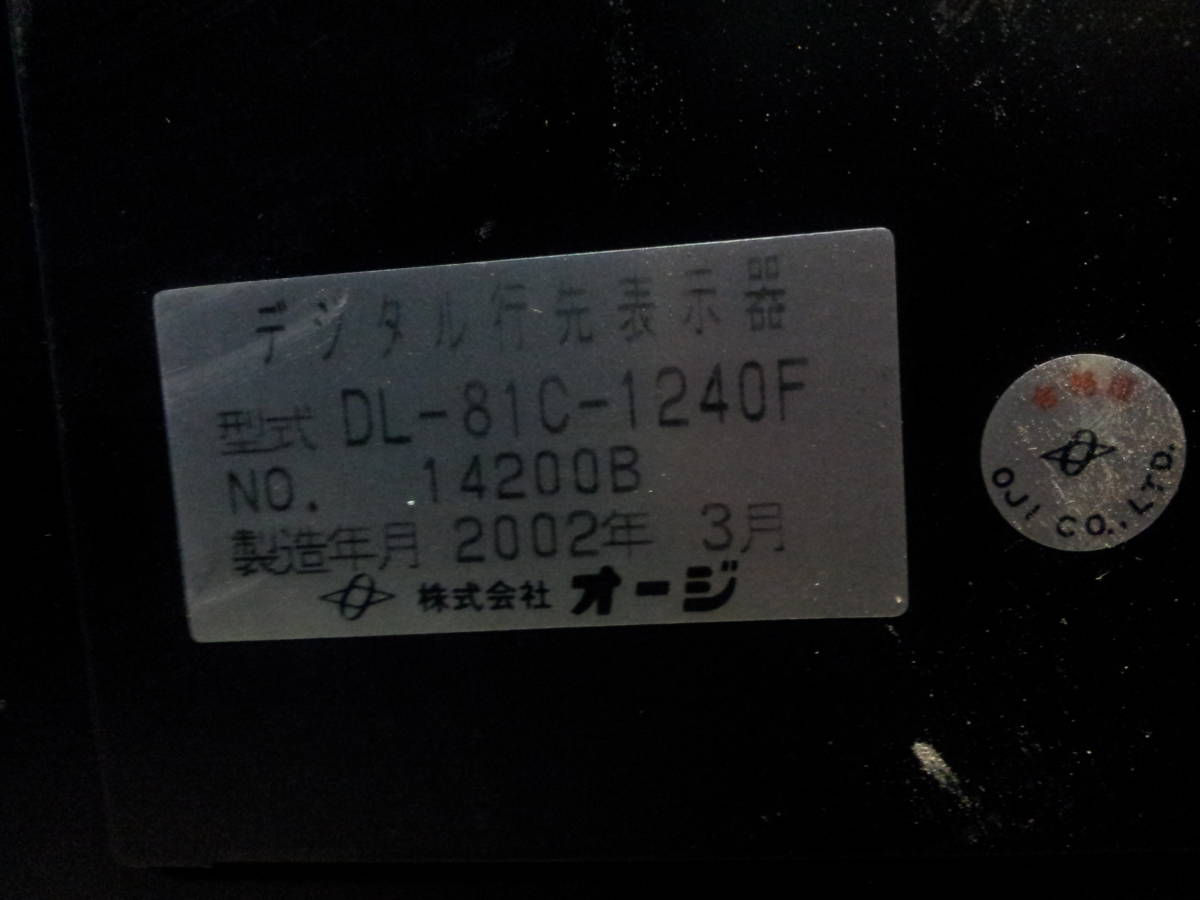 デジタル行先表示器
型式 DL-81C-1240F
NO. 14200B
製造年月 2002年 3月
株式会社 オージ
OJI CO., LTD.